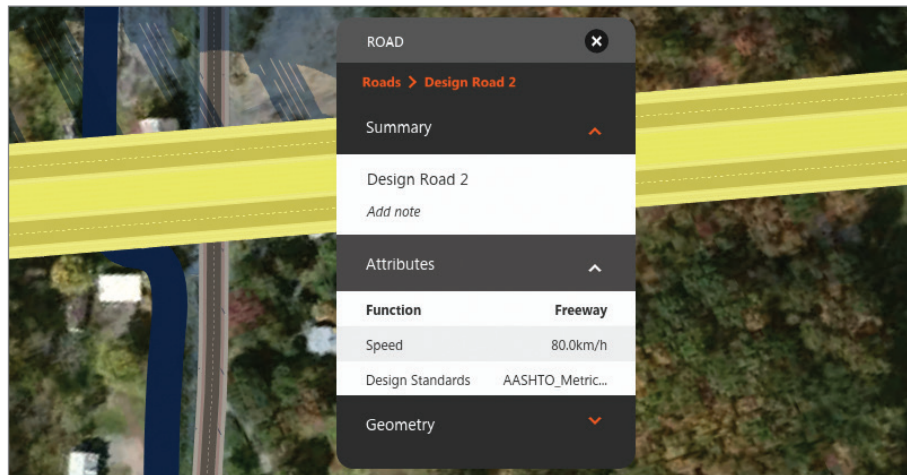 ROAD
Roads > Design Road 2
Summary
Design Road 2
Add note
Attributes
Function Freeway
Speed 80.0km/h
Design Standards AASHTO_Metric...
Geometry